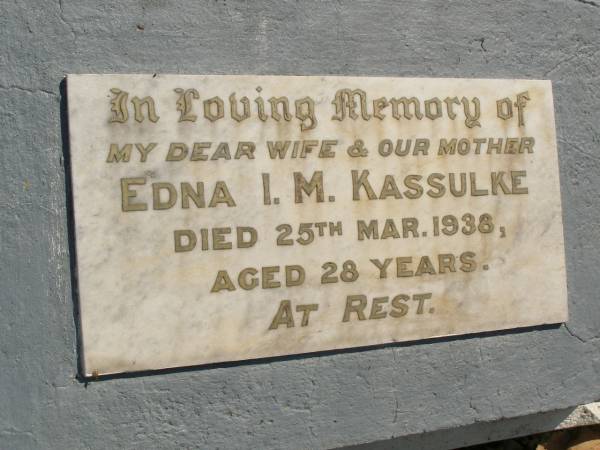 In Loving Memory of
MY DEAR WIFE & OUR MOTHER
EDNA I. M. KASSULKE
DIED 25TH MAR. 1938,
AGED 28 YEARS.
AT REST.